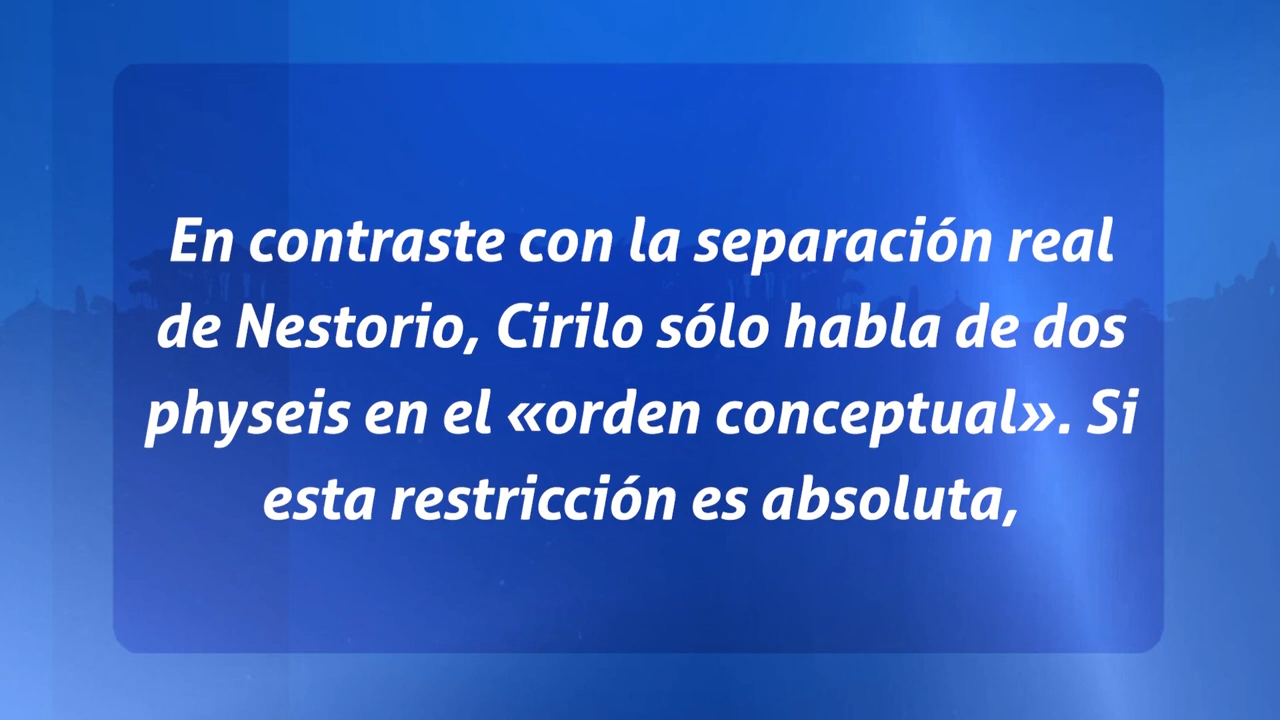 En contraste con la separación real
de Nestorio, Cirilo sólo habla de dos
physeis en el «orden conceptual». Si
esta restricción es absoluta,